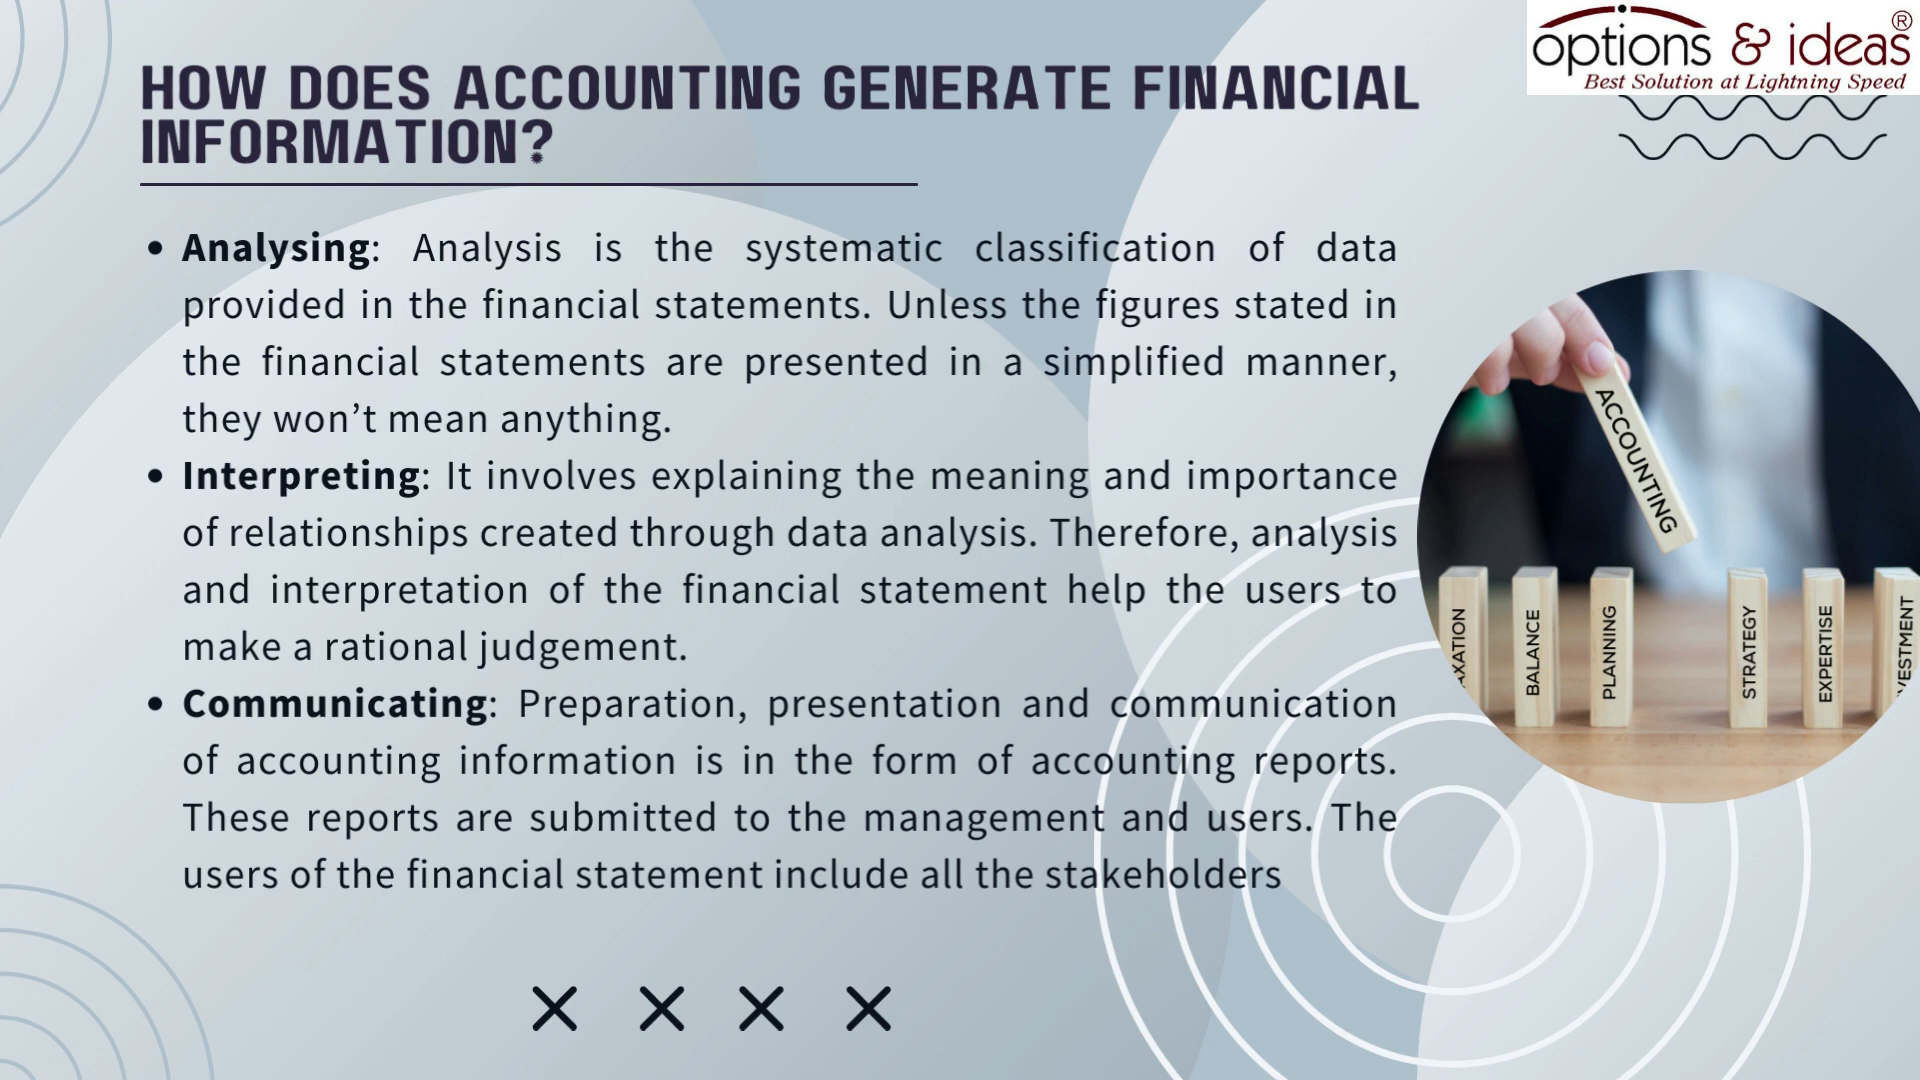 options & ideas®
Best Solution at Lightning Speed
HOW DOES ACCOUNTING GENERATE FINANCIAL
INFORMATION?
• Analysing: Analysis is the systematic classification of data
provided in the financial statements. Unless the figures stated in
the financial statements are presented in a simplified manner,
they won’t mean anything.
• Interpreting: It involves explaining the meaning and importance
of relationships created through data analysis. Therefore, analysis
and interpretation of the financial statement help the users to
make a rational judgement.
• Communicating: Preparation, presentation and communication
of accounting information is in the form of accounting reports.
These reports are submitted to the management and users. The
users of the financial statement include all the stakeholders
ACCOUNTING
AXATION
BALANCE
PLANNING
STRATEGY
EXPERTISE
VESTMENT